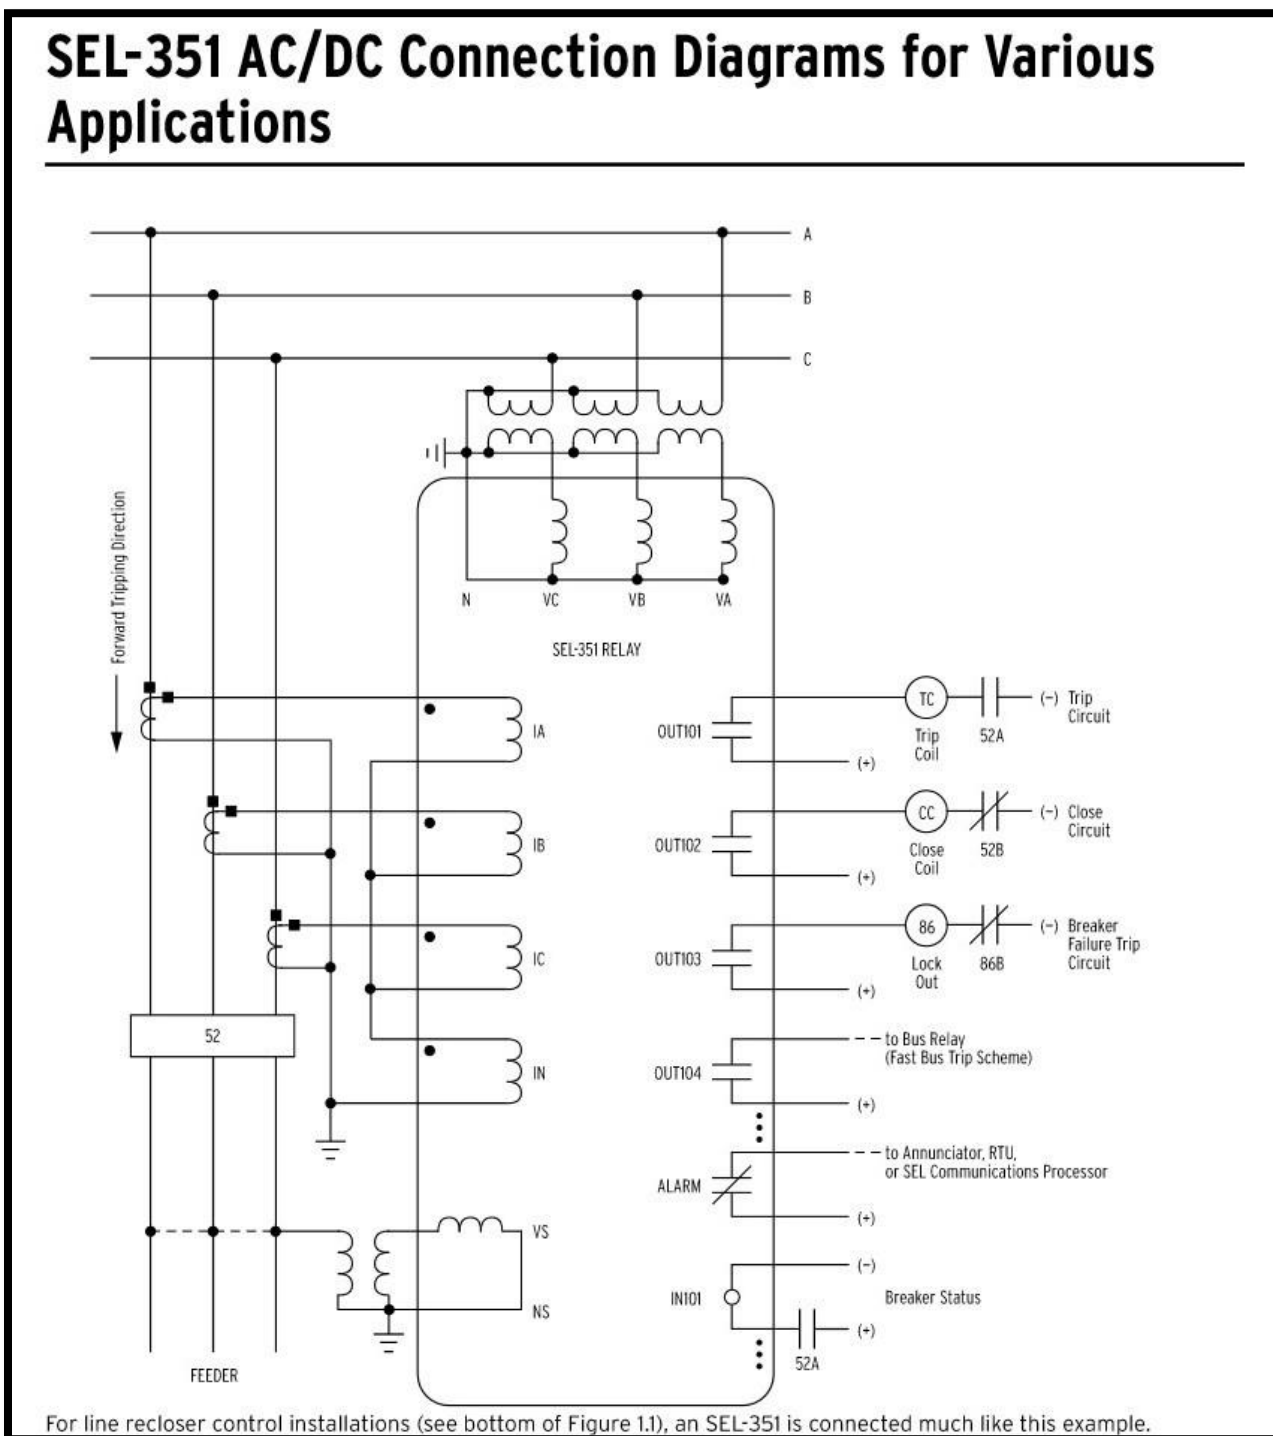 SEL-351 AC/DC Connection Diagrams for Various
Applications
A
B
C
Forward Tripping Direction
N
VC
VB
VA
SEL-351 RELAY
IA
OUT101
TC
Trip
Coil
52A
(–) Trip
Circuit
(+)
IB
OUT102
CC
Close
Coil
52B
(–) Close
Circuit
(+)
IC
OUT103
86
Lock
Out
86B
(–) Breaker
Failure Trip
Circuit
(+)
52
IN
OUT104
to Bus Relay
(Fast Bus Trip Scheme)
(+)
ALARM
to Annunciator, RTU,
or SEL Communications Processor
(+)
VS
NS
IN101
(–)
Breaker Status
(+)
52A
FEEDER
For line recloser control installations (see bottom of Figure 1.1), an SEL-351 is connected much like this example.